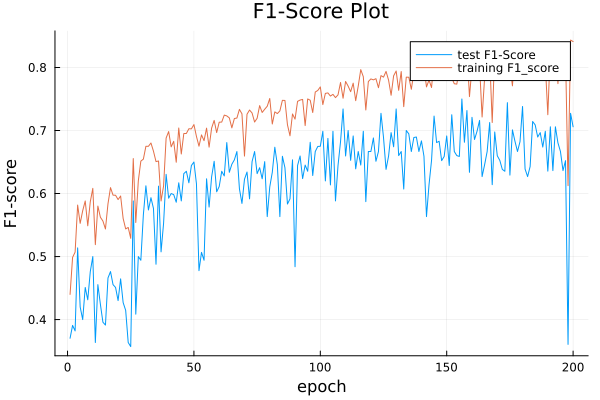 F1-Score Plot
test F1-Score
training F1_score
0.8
0.7
0.6
0.5
0.4
F1-score
0 50 100 150 200
epoch